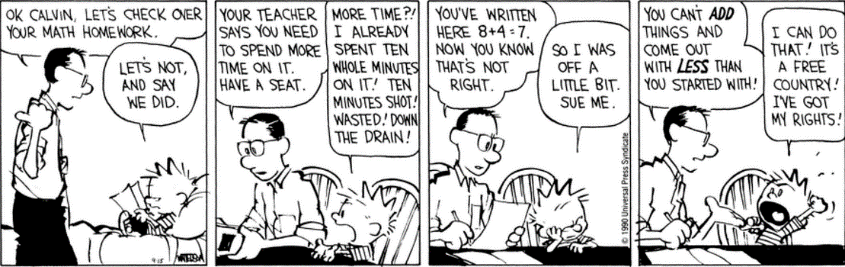 OK CALVIN, LET'S CHECK OVER
YOUR MATH HOMEWORK.
LET'S NOT,
AND SAY
WE DID.
9-15
WATTERSON
YOUR TEACHER
SAYS YOU NEED
TO SPEND MORE
TIME ON IT.
HAVE A SEAT.
MORE TIME?!
I ALREADY
SPENT TEN
WHOLE MINUTES
ON IT! TEN
MINUTES SHOT!
WASTED! DOWN
THE DRAIN!
YOU'VE WRITTEN
HERE 8+4=7.
NOW YOU KNOW
THAT'S NOT
RIGHT.
SO I WAS
OFF A
LITTLE BIT.
SUE ME.
© 1990 Universal Press Syndicate
YOU CAN'T ADD
THINGS AND
COME OUT
WITH LESS THAN
YOU STARTED WITH!
I CAN DO
THAT! IT'S
A FREE
COUNTRY!
I'VE GOT
MY RIGHTS!